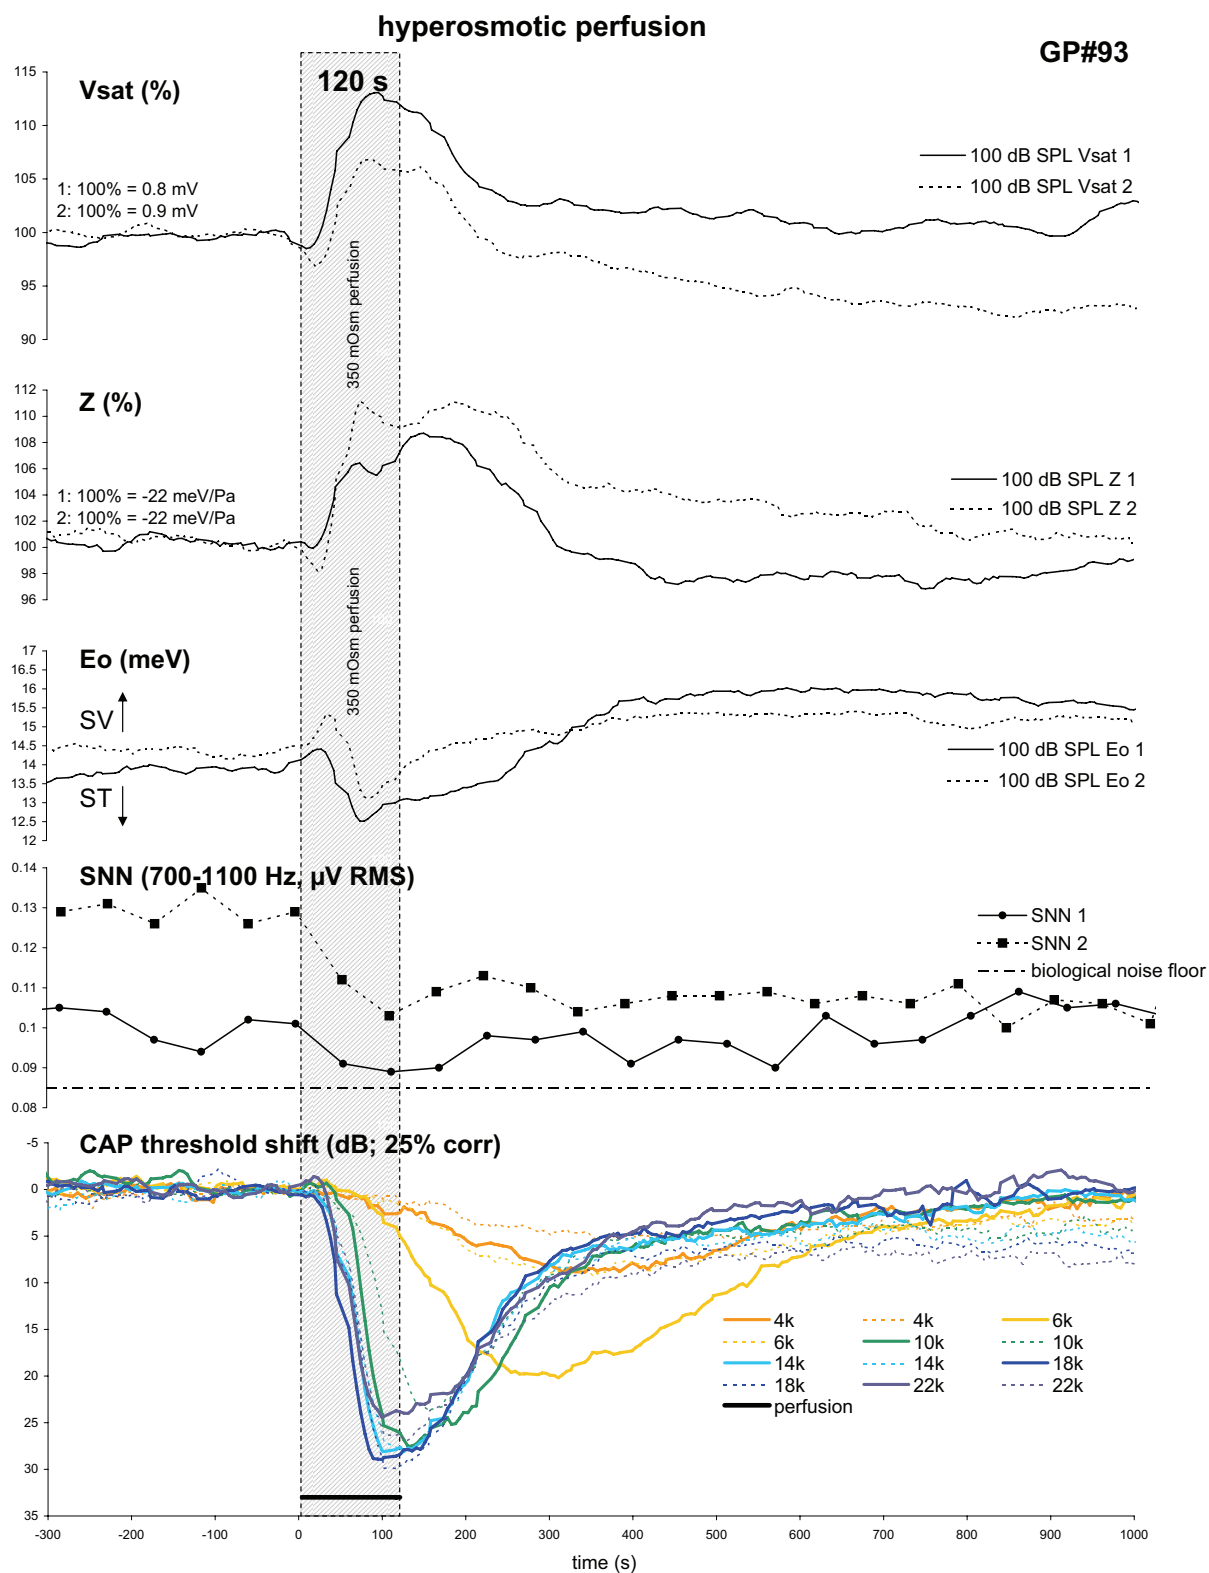 hyperosmotic perfusion
GP#93
120 s
Vsat (%)
115
110
105
100
95
90
1: 100% = 0.8 mV
2: 100% = 0.9 mV
100 dB SPL Vsat 1
100 dB SPL Vsat 2
350 mOsm perfusion
Z (%)
112
110
108
106
104
102
100
98
96
1: 100% = -22 meV/Pa
2: 100% = -22 meV/Pa
100 dB SPL Z 1
100 dB SPL Z 2
350 mOsm perfusion
Eo (meV)
17
16.5
16
15.5
15
14.5
14
13.5
13
12.5
12
SV
ST
100 dB SPL Eo 1
100 dB SPL Eo 2
SNN (700-1100 Hz, µV RMS)
0.14
0.13
0.12
0.11
0.1
0.09
0.08
SNN 1
SNN 2
biological noise floor
CAP threshold shift (dB; 25% corr)
-5
0
5
10
15
20
25
30
35
4k 4k 6k
6k 10k 10k
14k 14k 18k
18k 22k 22k
perfusion
-300 -200 -100 0 100 200 300 400 500 600 700 800 900 1000
time (s)